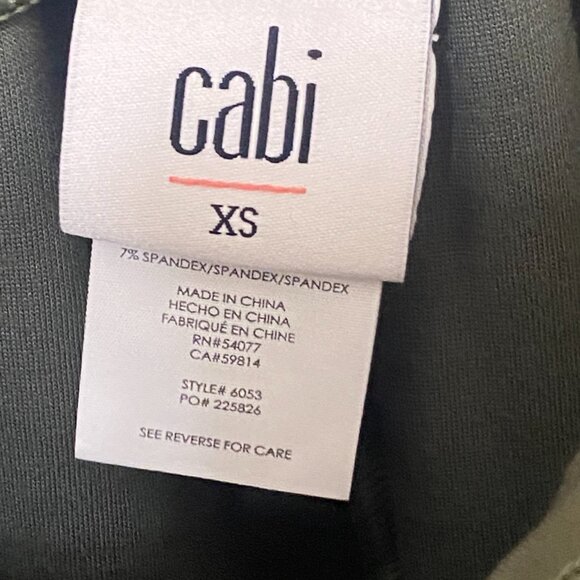 cabi
XS
7% SPANDEX/SPANDEX/SPANDEX
MADE IN CHINA
HECHO EN CHINA
FABRIQUÉ EN CHINE
RN#54077
CA#59814
STYLE# 6053
PO# 225826
SEE REVERSE FOR CARE